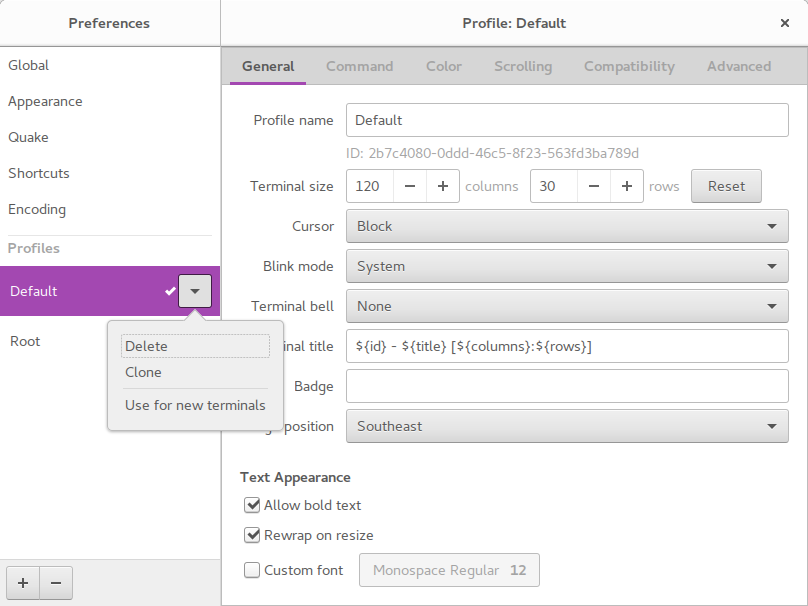 Preferences
Profile: Default
Global
Appearance
Quake
Shortcuts
Encoding
Profiles
Default
Root
Delete
Clone
Use for new terminals
General Command Color Scrolling Compatibility Advanced
Profile name Default
ID: 2b7c4080-0ddd-46c5-8f23-563fd3ba789d
Terminal size 120 − + columns 30 − + rows Reset
Cursor Block
Blink mode System
Terminal bell None
nal title ${id} - ${title} [${columns}:${rows}]
Badge
position Southeast
Text Appearance
Allow bold text
Rewrap on resize
Custom font Monospace Regular 12
+ −